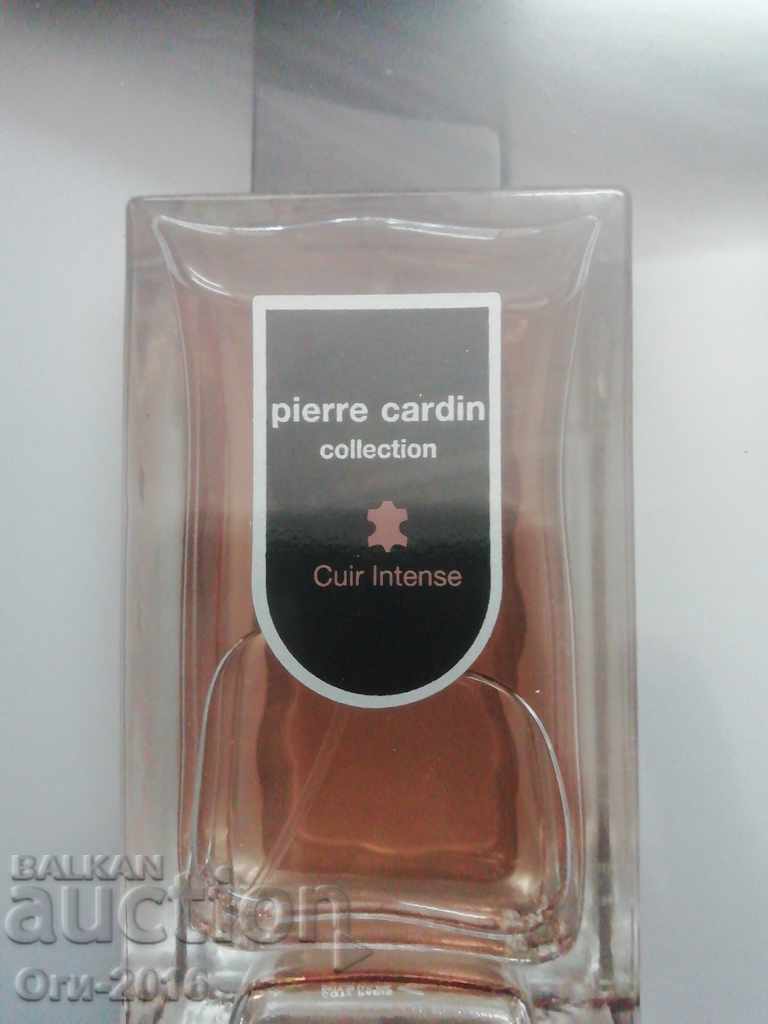 pierre cardin
collection
Cuir Intense
BALKAN
auction
Оги-2016